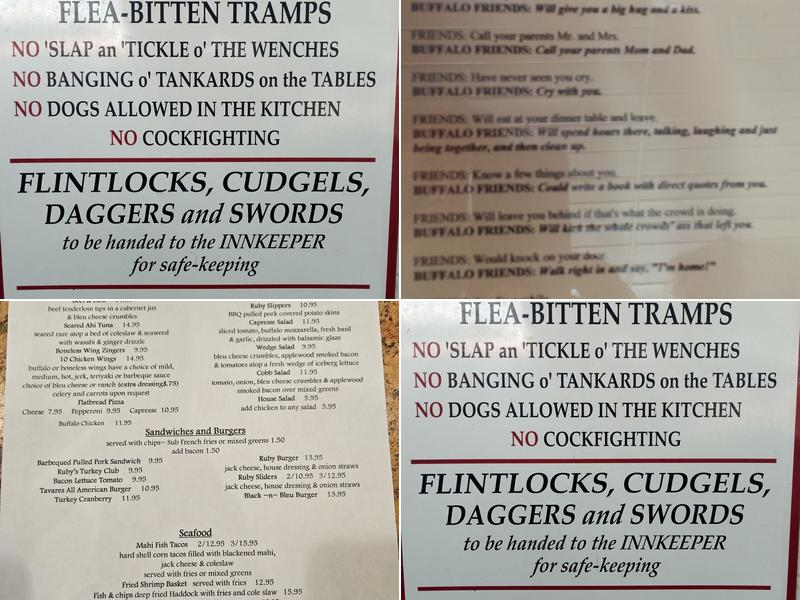 FLEA-BITTEN TRAMPS
NO 'SLAP an 'TICKLE o' THE WENCHES
NO BANGING o' TANKARDS on the TABLES
NO DOGS ALLOWED IN THE KITCHEN
NO COCKFIGHTING
FLINTLOCKS, CUDGELS,
DAGGERS and SWORDS
to be handed to the INNKEEPER
for safe-keeping
BUFFALO FRIENDS: Will give you a big hug and a kiss.
FRIENDS: Call your parents Mr. and Mrs.
BUFFALO FRIENDS: Call your parents Mom and Dad.
FRIENDS: Have never seen you cry.
BUFFALO FRIENDS: Cry with you.
FRIENDS: Will eat at your dinner table and leave.
BUFFALO FRIENDS: Will spend hours there, talking, laughing and just
being together, and then clean up.
FRIENDS: Know a few things about you.
BUFFALO FRIENDS: Could write a book with direct quotes from you.
FRIENDS: Will leave you behind if that's what the crowd is doing.
BUFFALO FRIENDS: Will kick the whole crowds" ass that left you.
FRIENDS: Would knock on your door.
BUFFALO FRIENDS: Walk right in and say, "I'm home!"
beef tenderloin tips in a cabernet jus
& bleu cheese crumbles
Seared Ahi Tuna 14.95
seared rare atop a bed of coleslaw & seaweed
with wasabi & ginger drizzle
Boneless Wing Zingers 9.95
10 Chicken Wings 14.95
buffalo or boneless wings have a choice of mild,
medium, hot, jerk, teriyaki or barbeque sauce
choice of bleu cheese or ranch (extra dressing$.75)
celery and carrots upon request
Flatbread Pizza
Cheese 7.95 Pepperoni 9.95 Capresse 10.95
Buffalo Chicken 11.95
Ruby Slippers 10.95
BBQ pulled pork covered potato skins
Capresse Salad 11.95
sliced tomato, buffalo mozzarella, fresh basil
& garlic, drizzled with balsamic glaze
Wedge Salad 9.95
bleu cheese crumbles, applewood smoked bacon
& tomatoes atop a fresh wedge of iceberg lettuce
Cobb Salad 11.95
tomato, onion, bleu cheese crumbles & applewood
smoked bacon over mixed greens
House Salad 5.95
add chicken to any salad 5.95
Sandwiches and Burgers
served with chips~ Sub French fries or mixed greens 1.50
add bacon 1.50
Barbequed Pulled Pork Sandwich 9.95
Ruby's Turkey Club 9.95
Bacon Lettuce Tomato 9.95
Tavares All American Burger 10.95
Turkey Cranberry 11.95
Ruby Burger 13.95
jack cheese, house dressing & onion straws
Ruby Sliders 2/10.95 3/12.95
jack cheese, house dressing & onion straws
Black ~n~ Bleu Burger 13.95
Seafood
Mahi Fish Tacos 2/12.95 3/15.95
hard shell corn tacos filled with blackened mahi,
jack cheese & coleslaw
served with fries or mixed greens
Fried Shrimp Basket served with fries 12.95
Fish & chips deep fried Haddock with fries and cole slaw 15.95
FLEA-BITTEN TRAMPS
NO 'SLAP an 'TICKLE o' THE WENCHES
NO BANGING o' TANKARDS on the TABLES
NO DOGS ALLOWED IN THE KITCHEN
NO COCKFIGHTING
FLINTLOCKS, CUDGELS,
DAGGERS and SWORDS
to be handed to the INNKEEPER
for safe-keeping